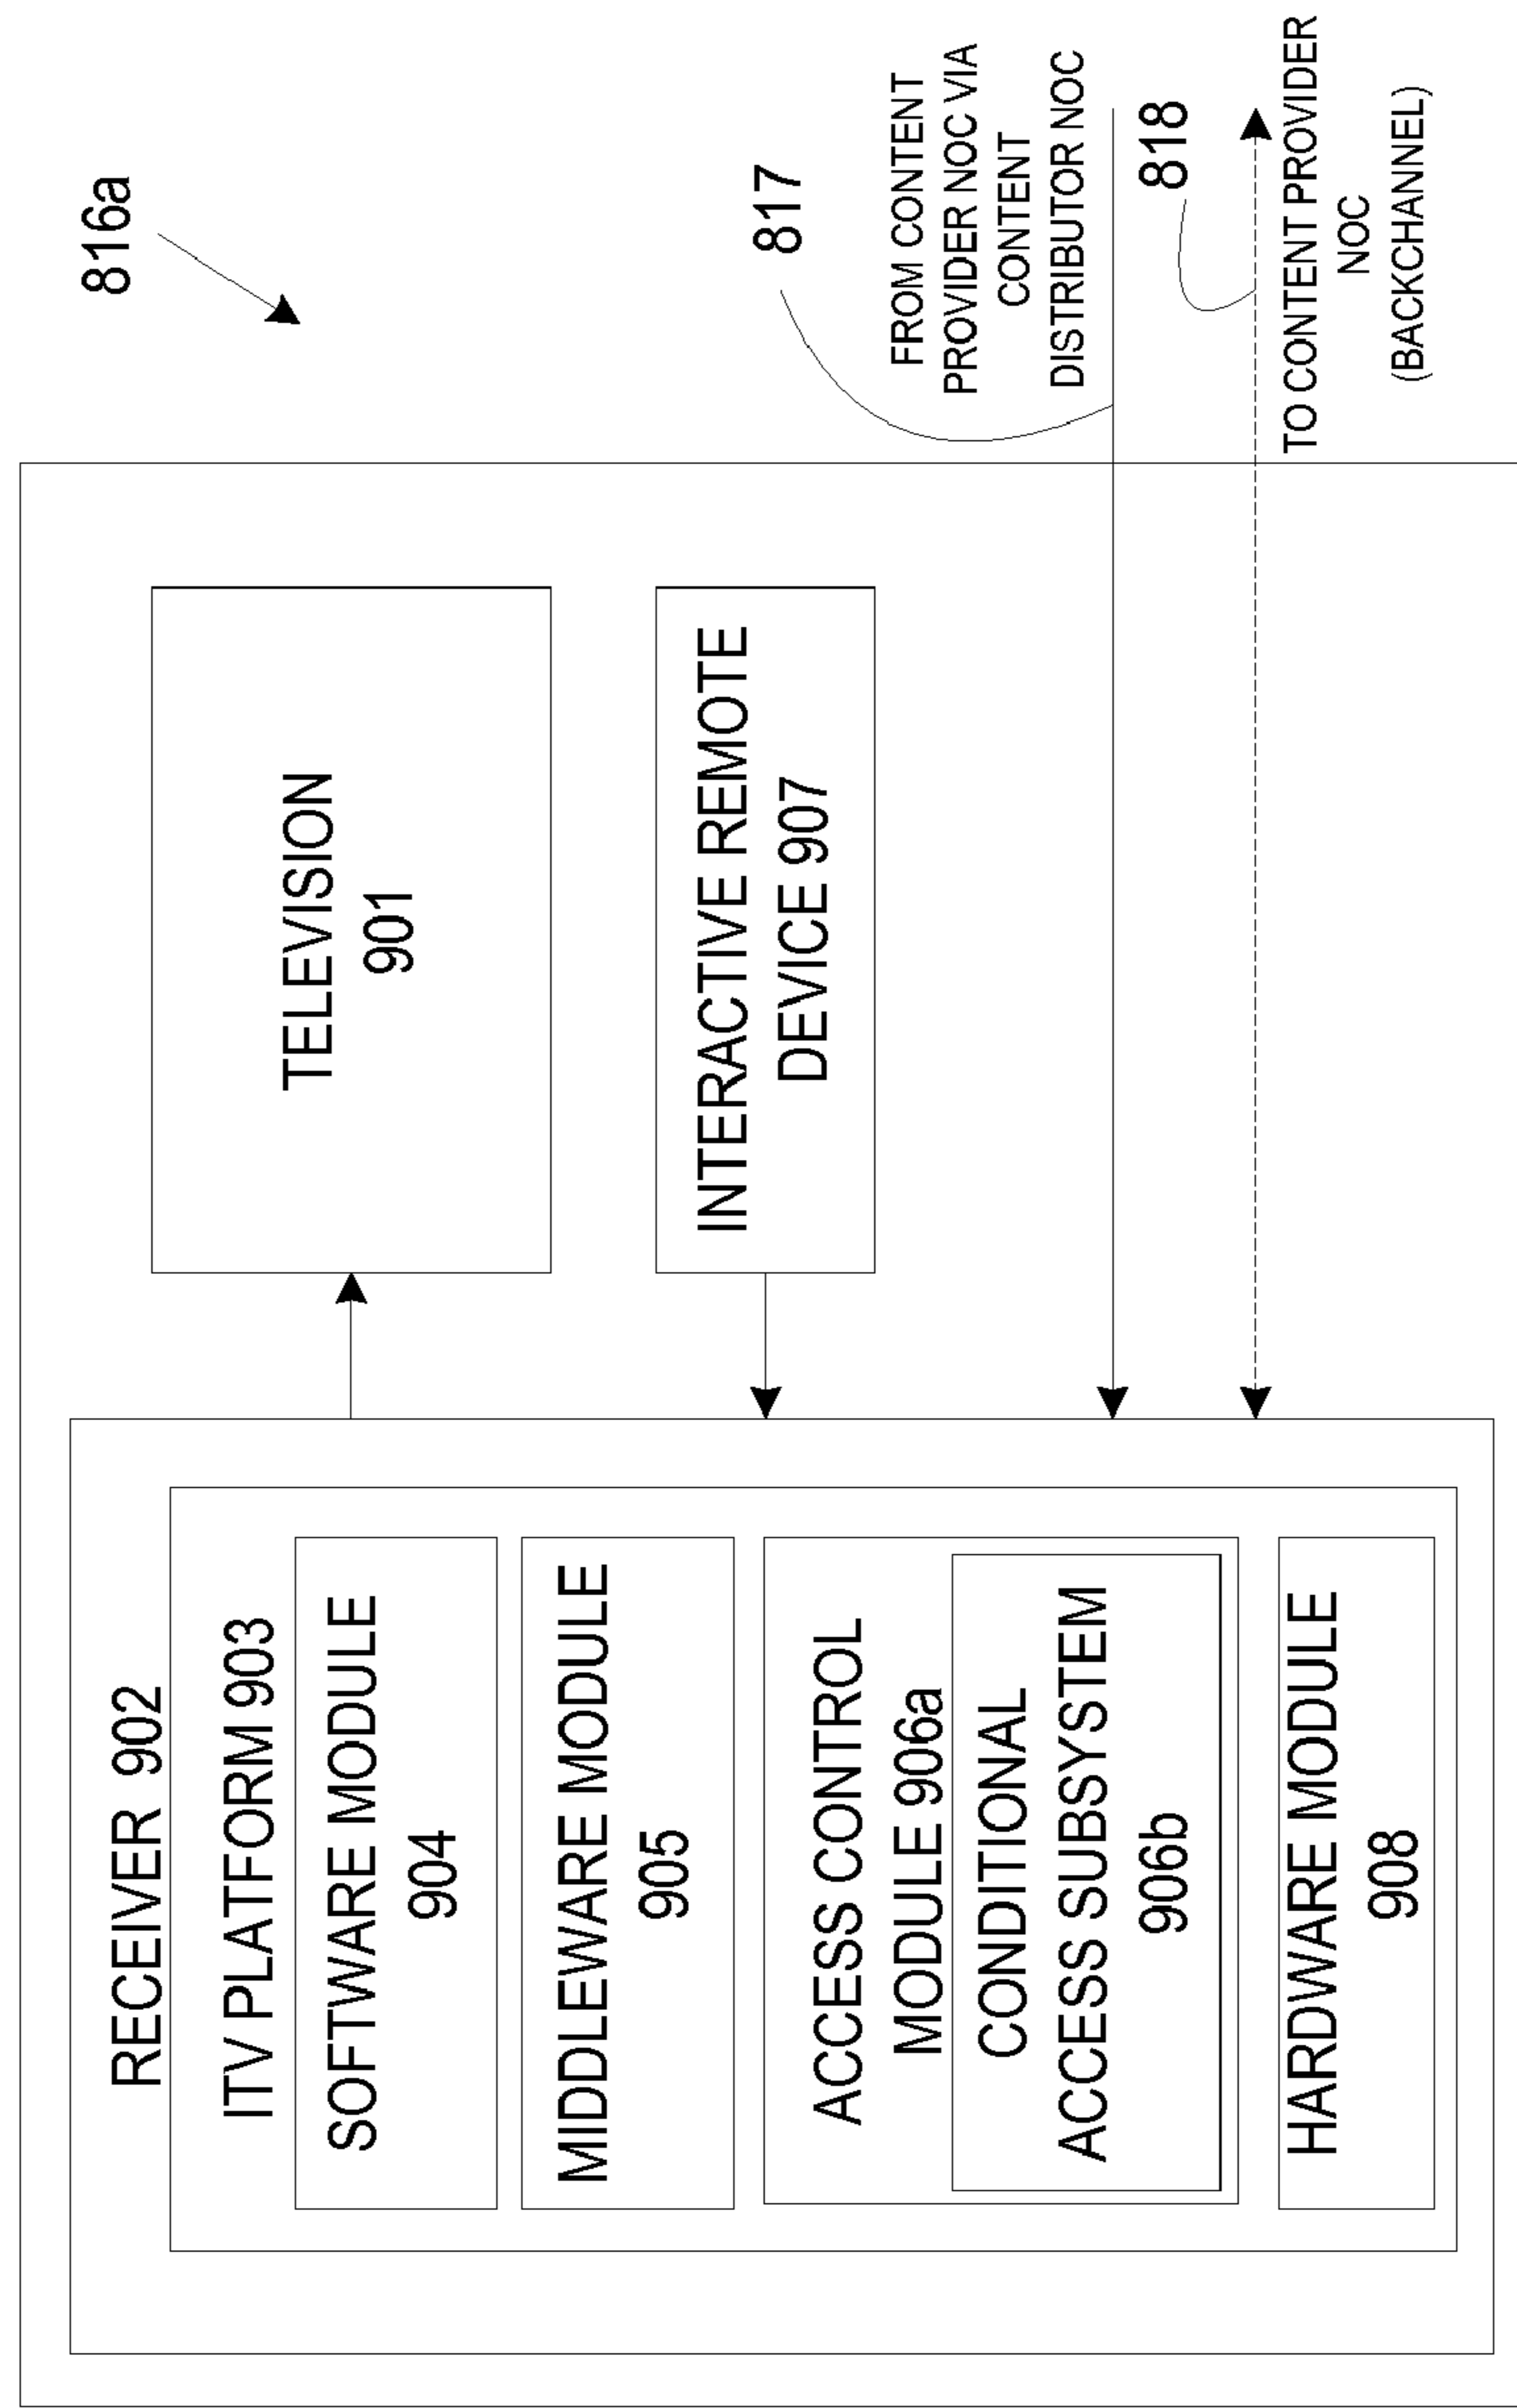 816a
RECEIVER 902
ITV PLATFORM 903
SOFTWARE MODULE
904
MIDDLEWARE MODULE
905
ACCESS CONTROL
MODULE 906a
CONDITIONAL
ACCESS SUBSYSTEM
906b
HARDWARE MODULE
908
TELEVISION
901
INTERACTIVE REMOTE
DEVICE 907
817
FROM CONTENT
PROVIDER NOC VIA
CONTENT
DISTRIBUTOR NOC
818
TO CONTENT PROVIDER
NOC
(BACKCHANNEL)